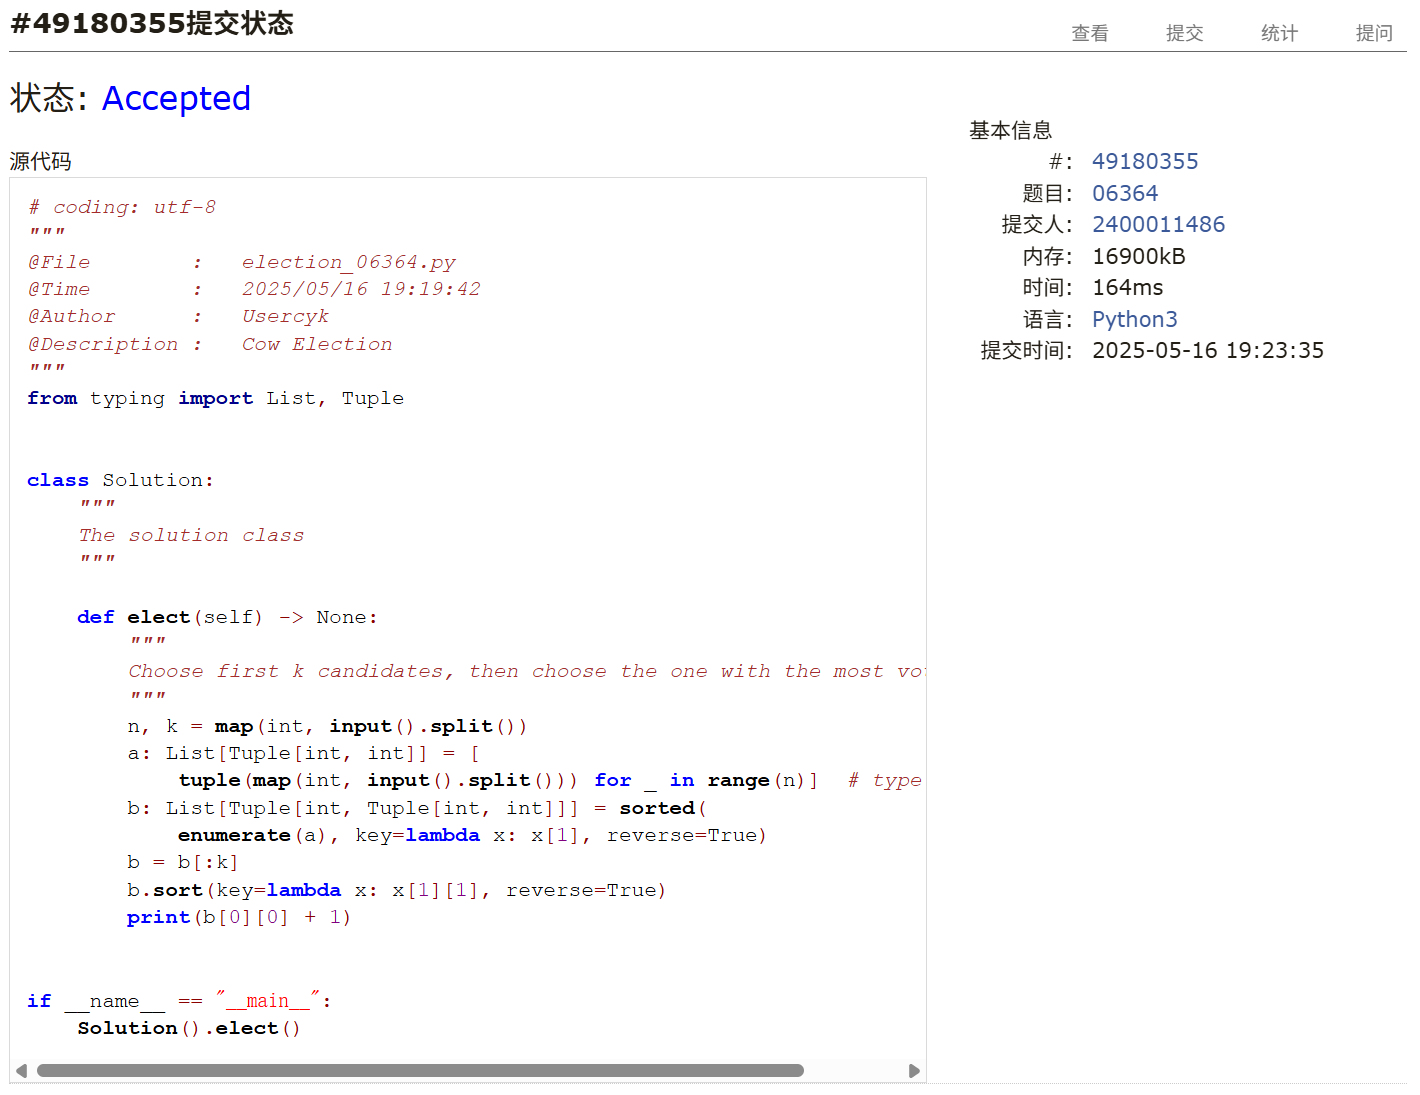 #49180355提交状态
查看 提交 统计 提问
状态: Accepted
源代码
# coding: utf-8
"""
@File        :   election_06364.py
@Time        :   2025/05/16 19:19:42
@Author      :   Usercyk
@Description :   Cow Election
"""
from typing import List, Tuple
class Solution:
    """
    The solution class
    """
    def elect(self) -> None:
        """
        Choose first k candidates, then choose the one with the most
        """
        n, k = map(int, input().split())
        a: List[Tuple[int, int]] = [
            tuple(map(int, input().split())) for _ in range(n)]  # type
        b: List[Tuple[int, Tuple[int, int]]] = sorted(
            enumerate(a), key=lambda x: x[1], reverse=True)
        b = b[:k]
        b.sort(key=lambda x: x[1][1], reverse=True)
        print(b[0][0] + 1)
if __name__ == "__main__":
    Solution().elect()
基本信息
#: 49180355
题目: 06364
提交人: 2400011486
内存: 16900kB
时间: 164ms
语言: Python3
提交时间: 2025-05-16 19:23:35